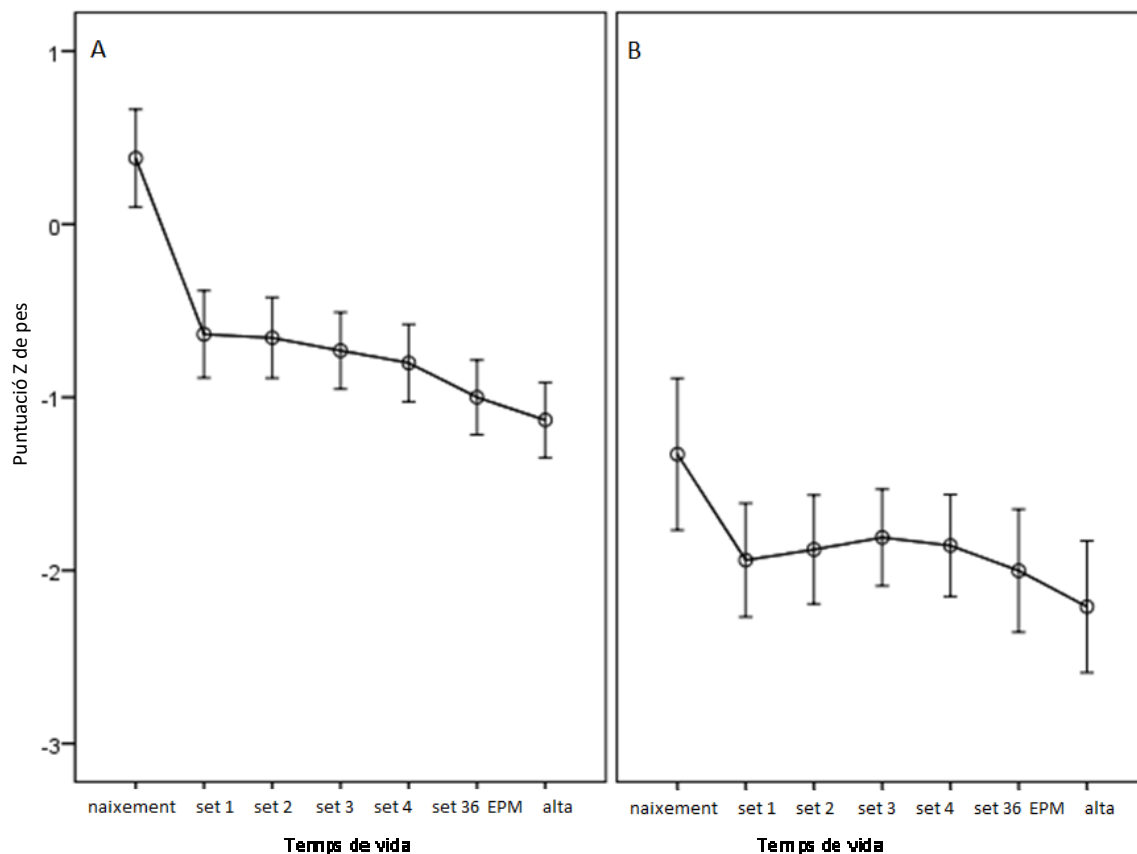 A
B
1
0
-1
-2
-3
Puntuació Z de pes
naixement set 1 set 2 set 3 set 4 set 36 EPM alta
naixement set 1 set 2 set 3 set 4 set 36 EPM alta
Temps de vida
Temps de vida